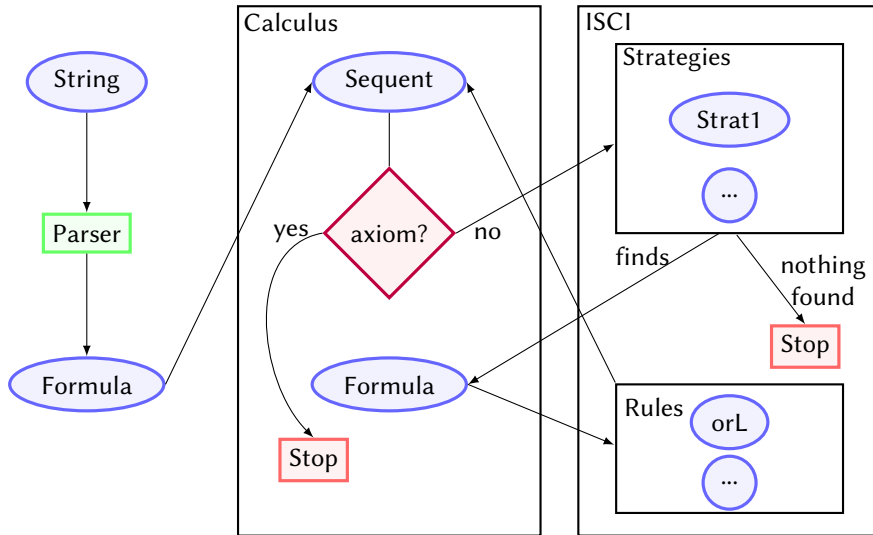 Calculus
ISCI
String
Sequent
Strategies
Strat1
...
Parser
yes
axiom?
no
finds
nothing
found
Stop
Formula
Formula
Rules
orL
...
Stop